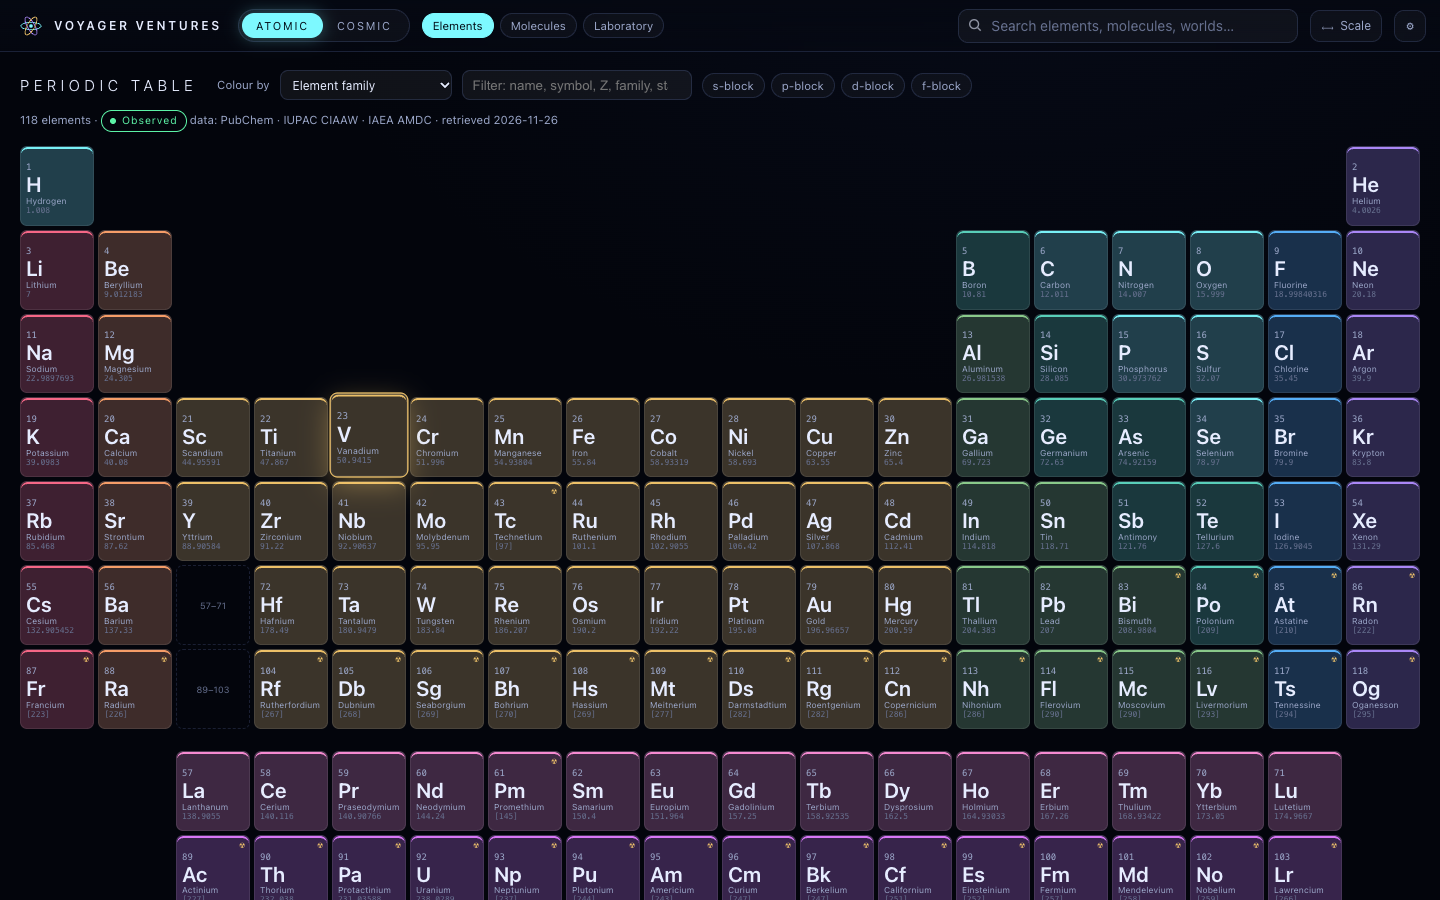 VOYAGER VENTURES ATOMIC COSMIC Elements Molecules Laboratory Search elements, molecules, worlds... Scale
PERIODIC TABLE Colour by Element family Filter: name, symbol, Z, family, st s-block p-block d-block f-block
118 elements · Observed data: PubChem · IUPAC CIAAW · IAEA AMDC · retrieved 2026-11-26
1 2
H He
Hydrogen Helium
1.008 4.0026
3 4 5 6 7 8 9 10
Li Be B C N O F Ne
Lithium Beryllium Boron Carbon Nitrogen Oxygen Fluorine Neon
7 9.012183 10.81 12.011 14.007 15.999 18.99840316 20.18
11 12 13 14 15 16 17 18
Na Mg Al Si P S Cl Ar
Sodium Magnesium Aluminum Silicon Phosphorus Sulfur Chlorine Argon
22.9897693 24.305 26.981538 28.085 30.973762 32.07 35.45 39.9
19 20 21 22 23 24 25 26 27 28 29 30 31 32 33 34 35 36
K Ca Sc Ti V Cr Mn Fe Co Ni Cu Zn Ga Ge As Se Br Kr
Potassium Calcium Scandium Titanium Vanadium Chromium Manganese Iron Cobalt Nickel Copper Zinc Gallium Germanium Arsenic Selenium Bromine Krypton
39.0983 40.08 44.95591 47.867 50.9415 51.996 54.93804 55.84 58.93319 58.693 63.55 65.4 69.723 72.63 74.92159 78.97 79.9 83.8
37 38 39 40 41 42 43 44 45 46 47 48 49 50 51 52 53 54
Rb Sr Y Zr Nb Mo Tc Ru Rh Pd Ag Cd In Sn Sb Te I Xe
Rubidium Strontium Yttrium Zirconium Niobium Molybdenum Technetium Ruthenium Rhodium Palladium Silver Cadmium Indium Tin Antimony Tellurium Iodine Xenon
85.468 87.62 88.90584 91.22 92.90637 95.95 [97] 101.1 102.9055 106.42 107.868 112.41 114.818 118.71 121.76 127.6 126.9045 131.29
55 56 72 73 74 75 76 77 78 79 80 81 82 83 84 85 86
Cs Ba 57–71 Hf Ta W Re Os Ir Pt Au Hg Tl Pb Bi Po At Rn
Cesium Barium Hafnium Tantalum Tungsten Rhenium Osmium Iridium Platinum Gold Mercury Thallium Lead Bismuth Polonium Astatine Radon
132.905452 137.33 178.49 180.9479 183.84 186.207 190.2 192.22 195.08 196.96657 200.59 204.383 207 208.9804 [209] [210] [222]
87 88 104 105 106 107 108 109 110 111 112 113 114 115 116 117 118
Fr Ra 89–103 Rf Db Sg Bh Hs Mt Ds Rg Cn Nh Fl Mc Lv Ts Og
Francium Radium Rutherfordium Dubnium Seaborgium Bohrium Hassium Meitnerium Darmstadtium Roentgenium Copernicium Nihonium Flerovium Moscovium Livermorium Tennessine Oganesson
[223] [226] [267] [268] [269] [270] [269] [277] [282] [282] [286] [286] [290] [290] [293] [294] [295]
57 58 59 60 61 62 63 64 65 66 67 68 69 70 71
La Ce Pr Nd Pm Sm Eu Gd Tb Dy Ho Er Tm Yb Lu
Lanthanum Cerium Praseodymium Neodymium Promethium Samarium Europium Gadolinium Terbium Dysprosium Holmium Erbium Thulium Ytterbium Lutetium
138.9055 140.116 140.90766 144.24 [145] 150.4 151.964 157.25 158.92535 162.5 164.93033 167.26 168.93422 173.05 174.9667
89 90 91 92 93 94 95 96 97 98 99 100 101 102 103
Ac Th Pa U Np Pu Am Cm Bk Cf Es Fm Md No Lr
Actinium Thorium Protactinium Uranium Neptunium Plutonium Americium Curium Berkelium Californium Einsteinium Fermium Mendelevium Nobelium Lawrencium